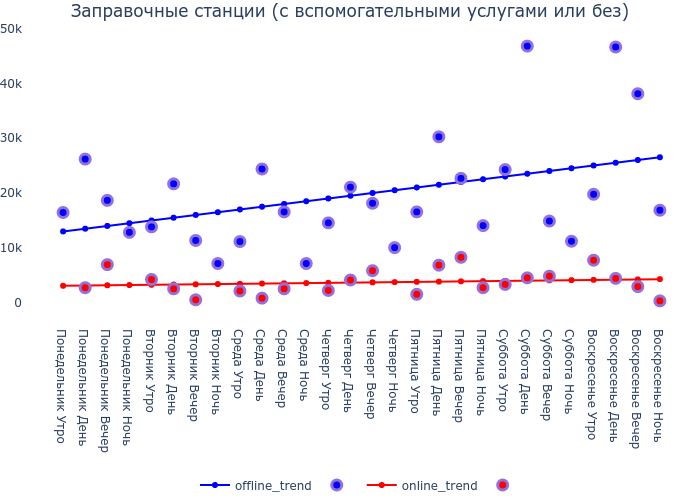 Заправочные станции (с вспомогательными услугами или без)
50k
40k
30k
20k
10k
0
Понедельник Утро
Понедельник День
Понедельник Вечер
Понедельник Ночь
Вторник Утро
Вторник День
Вторник Вечер
Вторник Ночь
Среда Утро
Среда День
Среда Вечер
Среда Ночь
Четверг Утро
Четверг День
Четверг Вечер
Четверг Ночь
Пятница Утро
Пятница День
Пятница Вечер
Пятница Ночь
Суббота Утро
Суббота День
Суббота Вечер
Суббота Ночь
Воскресенье Утро
Воскресенье День
Воскресенье Вечер
Воскресенье Ночь
offline_trend
online_trend